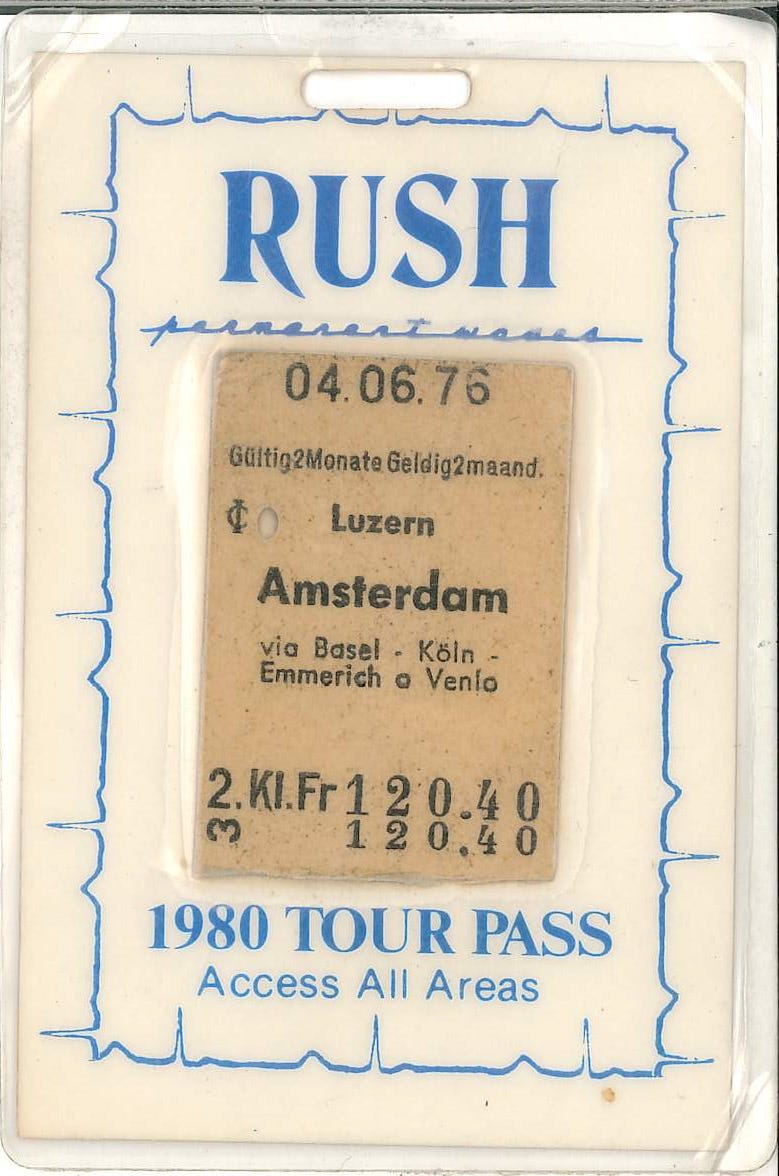 RUSH
permanent waves
04.06.76
Gültig2Monate Geldig2maand.
Luzern
Amsterdam
via Basel - Köln -
Emmerich o Venlo
2.Kl.Fr 120.40
3 120.40
1980 TOUR PASS
Access All Areas